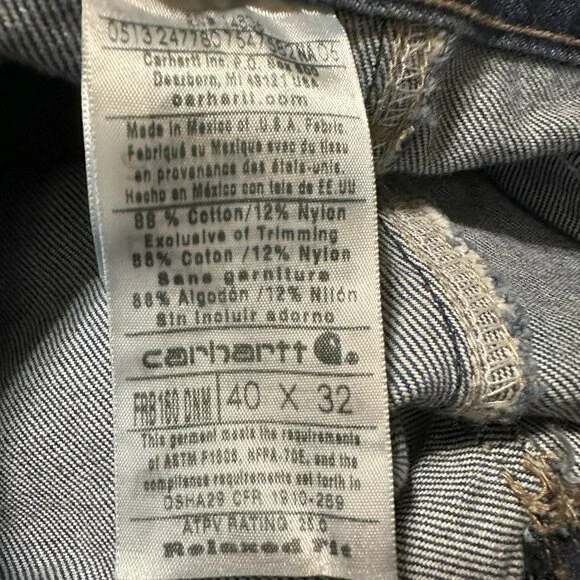 0513 2477807547
Carhartt Inc. P.O. Box
Dearborn, MI 48121 USA
carhartt.com
Made in Mexico of U.S.A. Fabric.
Fabriqué au Mexique avec du tissu
en provenance des états-unis.
Hecho en México con tela de EE.UU
88 % Cotton/12% Nylon
Exclusive of Trimming
88% Coton /12% Nylon
Sans garniture
88% Algodón /12% Nilón
Sin incluir adorno
carhartt
FRB160 DNM 40 X 32
This garment meets the requirements
of ASTM F1506, NFPA-70E, and the
compliance requirements set forth in
OSHA29 CFR 1910-269
ATPV RATING
Relaxed Fit